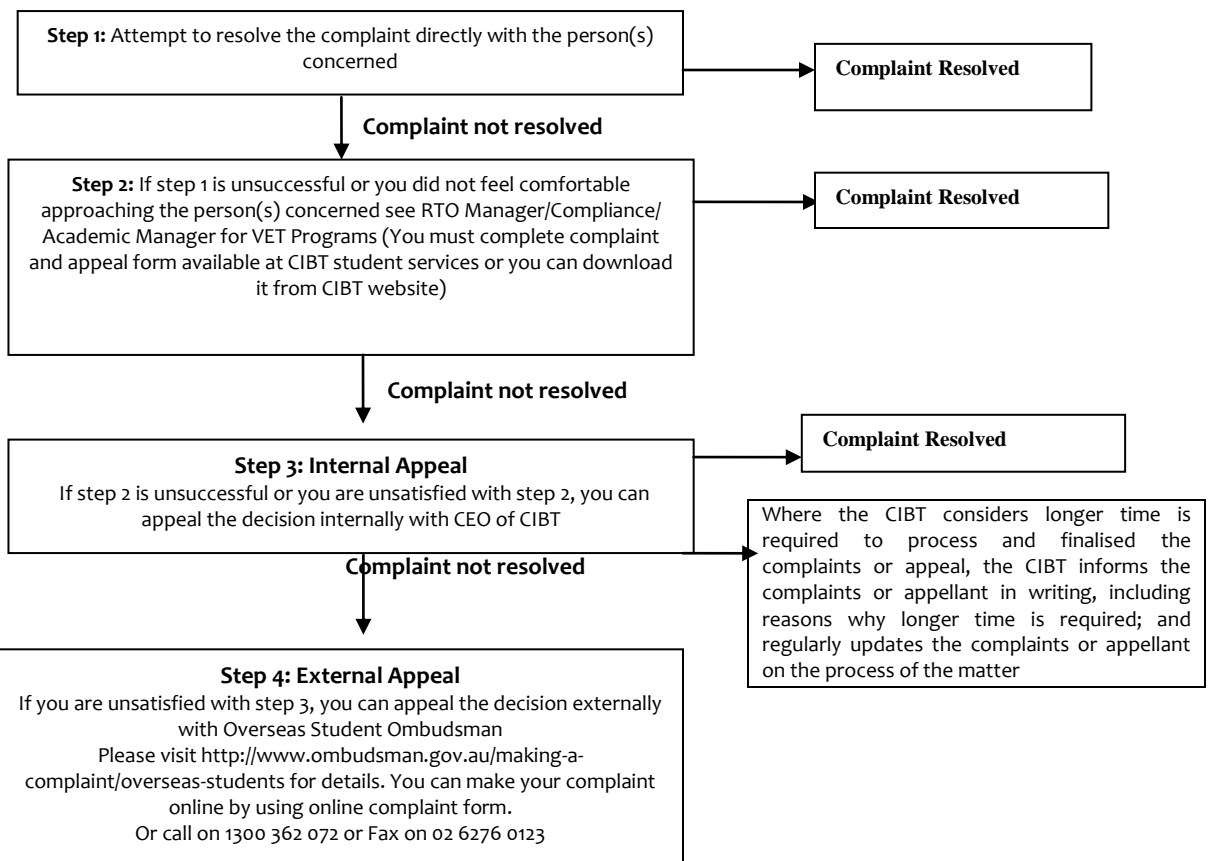 Step 1: Attempt to resolve the complaint directly with the person(s)
concerned
Complaint Resolved
Complaint not resolved
Step 2: If step 1 is unsuccessful or you did not feel comfortable
approaching the person(s) concerned see RTO Manager/Compliance/
Academic Manager for VET Programs (You must complete complaint
and appeal form available at CIBT student services or you can download
it from CIBT website)
Complaint Resolved
Complaint not resolved
Step 3: Internal Appeal
If step 2 is unsuccessful or you are unsatisfied with step 2, you can
appeal the decision internally with CEO of CIBT
Complaint Resolved
Where the CIBT considers longer time is
required to process and finalised the
complaints or appeal, the CIBT informs the
complaints or appellant in writing, including
reasons why longer time is required; and
regularly updates the complaints or appellant
on the process of the matter
Complaint not resolved
Step 4: External Appeal
If you are unsatisfied with step 3, you can appeal the decision externally
with Overseas Student Ombudsman
Please visit http://www.ombudsman.gov.au/making-a-
complaint/overseas-students for details. You can make your complaint
online by using online complaint form.
Or call on 1300 362 072 or Fax on 02 6276 0123